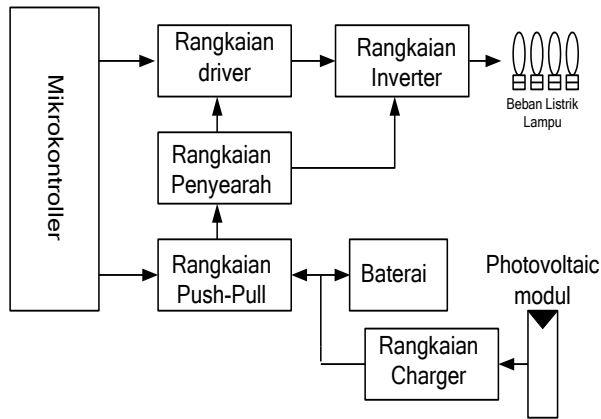 Mikrokontroller
Rangkaian
driver
Rangkaian
Inverter
Beban Listrik
Lampu
Rangkaian
Penyearah
Rangkaian
Push-Pull
Baterai
Photovoltaic
modul
Rangkaian
Charger